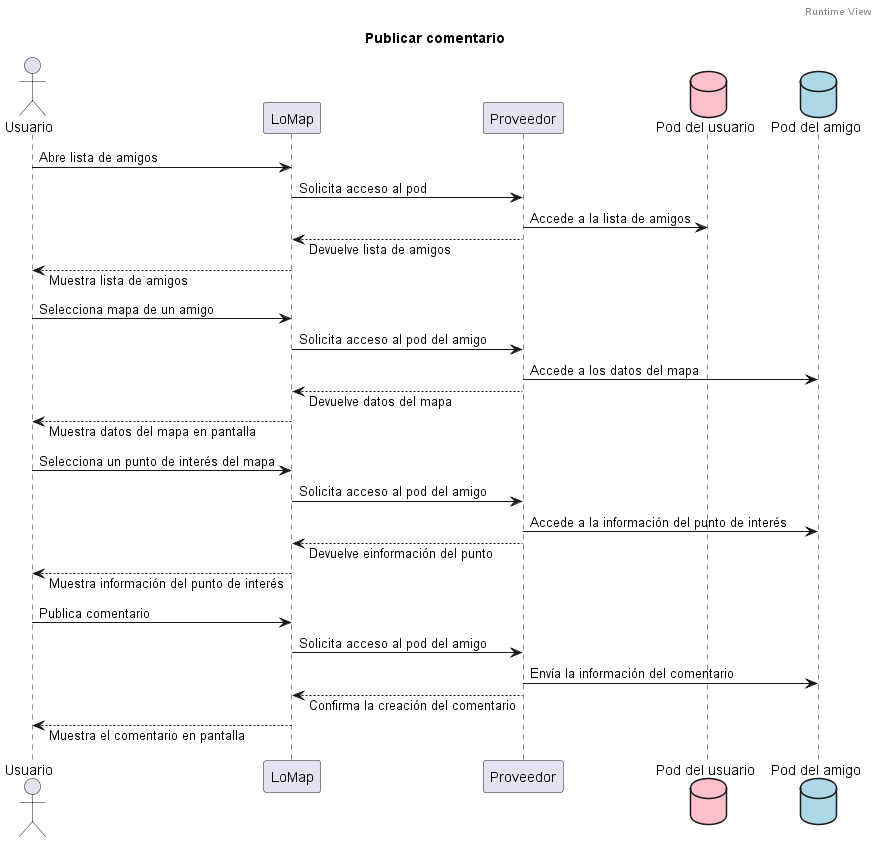 Runtime View
Publicar comentario
Usuario
LoMap
Proveedor
Pod del usuario
Pod del amigo
Abre lista de amigos
Solicita acceso al pod
Accede a la lista de amigos
Devuelve lista de amigos
Muestra lista de amigos
Selecciona mapa de un amigo
Solicita acceso al pod del amigo
Accede a los datos del mapa
Devuelve datos del mapa
Muestra datos del mapa en pantalla
Selecciona un punto de interés del mapa
Solicita acceso al pod del amigo
Accede a la información del punto de interés
Devuelve einformación del punto
Muestra información del punto de interés
Publica comentario
Solicita acceso al pod del amigo
Envía la información del comentario
Confirma la creación del comentario
Muestra el comentario en pantalla
Usuario
LoMap
Proveedor
Pod del usuario
Pod del amigo